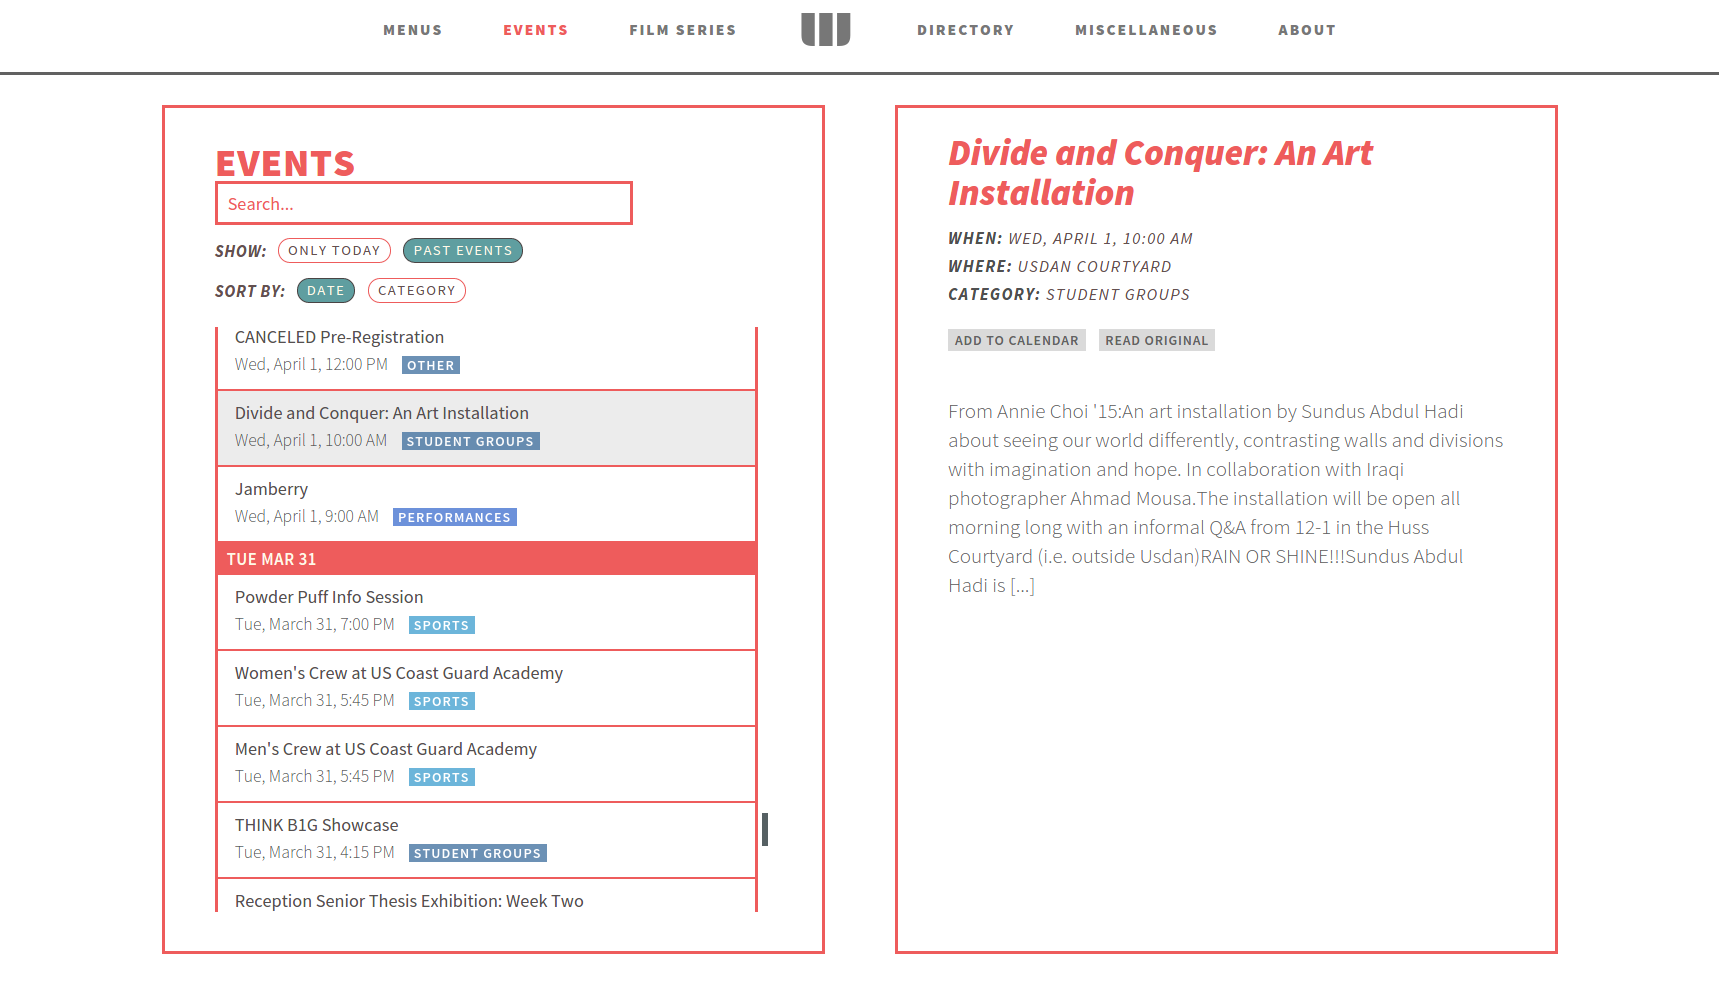 MENUS EVENTS FILM SERIES DIRECTORY MISCELLANEOUS ABOUT
EVENTS
Search...
SHOW: ONLY TODAY PAST EVENTS
SORT BY: DATE CATEGORY
CANCELED Pre-Registration
Wed, April 1, 12:00 PM OTHER
Divide and Conquer: An Art Installation
Wed, April 1, 10:00 AM STUDENT GROUPS
Jamberry
Wed, April 1, 9:00 AM PERFORMANCES
TUE MAR 31
Powder Puff Info Session
Tue, March 31, 7:00 PM SPORTS
Women's Crew at US Coast Guard Academy
Tue, March 31, 5:45 PM SPORTS
Men's Crew at US Coast Guard Academy
Tue, March 31, 5:45 PM SPORTS
THINK B1G Showcase
Tue, March 31, 4:15 PM STUDENT GROUPS
Reception Senior Thesis Exhibition: Week Two
Divide and Conquer: An Art
Installation
WHEN: WED, APRIL 1, 10:00 AM
WHERE: USDAN COURTYARD
CATEGORY: STUDENT GROUPS
ADD TO CALENDAR READ ORIGINAL
From Annie Choi '15:An art installation by Sundus Abdul Hadi
about seeing our world differently, contrasting walls and divisions
with imagination and hope. In collaboration with Iraqi
photographer Ahmad Mousa.The installation will be open all
morning long with an informal Q&A from 12-1 in the Huss
Courtyard (i.e. outside Usdan)RAIN OR SHINE!!!Sundus Abdul
Hadi is [...]